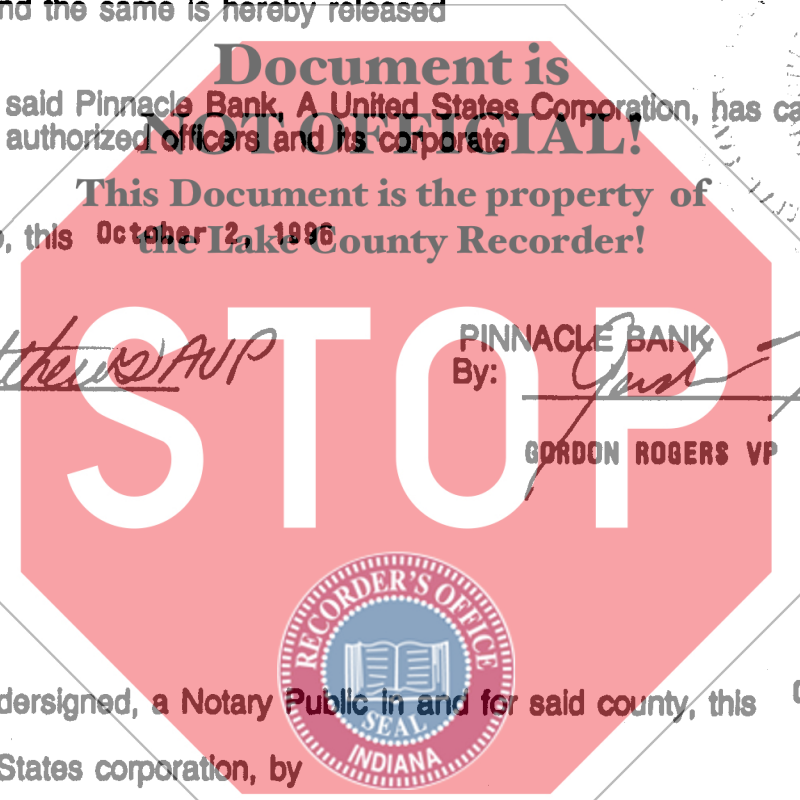 nd the same is hereby released
Document is
said Pinnacle Bank, A United States Corporation, has ca
NOT OFFICIAL!
authorized officers and its corporate
This Document is the property of
, this October 2, 1996
the Lake County Recorder!
STOP
PINNACLE BANK
thews AVP
By:
GORDON ROGERS VP
RECORDER'S OFFICE
SEAL
INDIANA
dersigned, a Notary Public in and for said county, this
States corporation, by